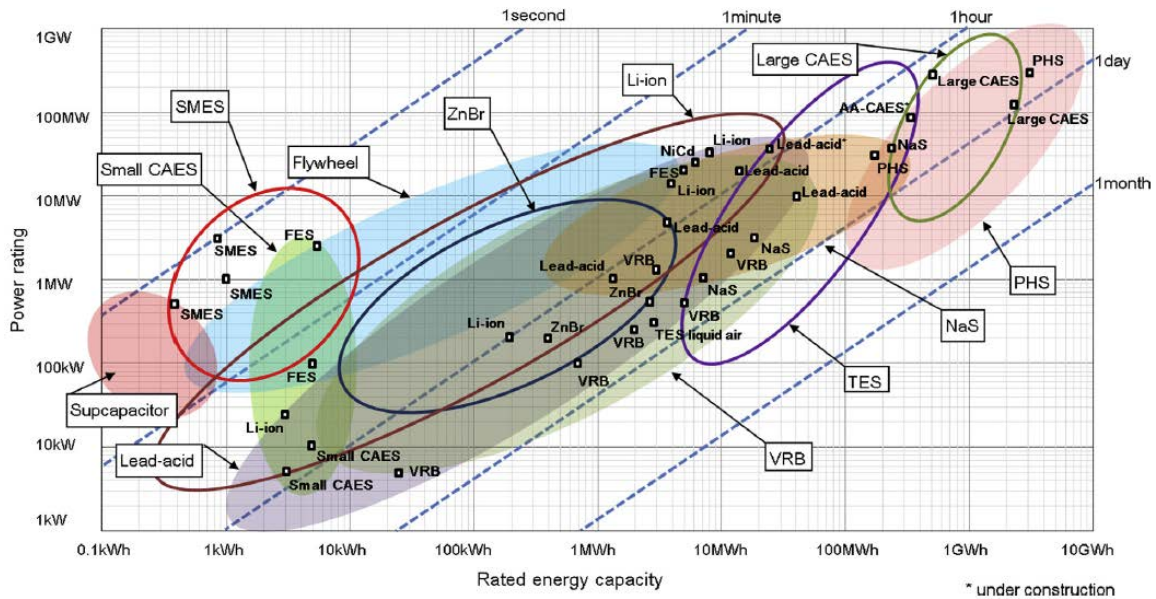 1second
1minute
1hour
1GW
Large CAES
PHS
1day
Li-ion
Large CAES
SMES
ZnBr
AA-CAES*
Large CAES
100MW
Flywheel
Li-ion
Lead-acid*
NaS
Small CAES
NiCd
PHS
FES
Lead-acid
Li-ion
Lead-acid
1month
10MW
FES
Lead-acid
SMES
NaS
VRB
VRB
PHS
Power rating
1MW
SMES
Lead-acid
NaS
ZnBr
SMES
VRB
NaS
Li-ion
ZnBr
VRB
TES liquid air
100kW
FES
VRB
TES
Supcapacitor
Li-ion
10kW
Lead-acid
Small CAES
VRB
VRB
Small CAES
1kW
0.1kWh
1kWh
10kWh
100kWh
1MWh
10MWh
100MWh
1GWh
10GWh
Rated energy capacity
* under construction